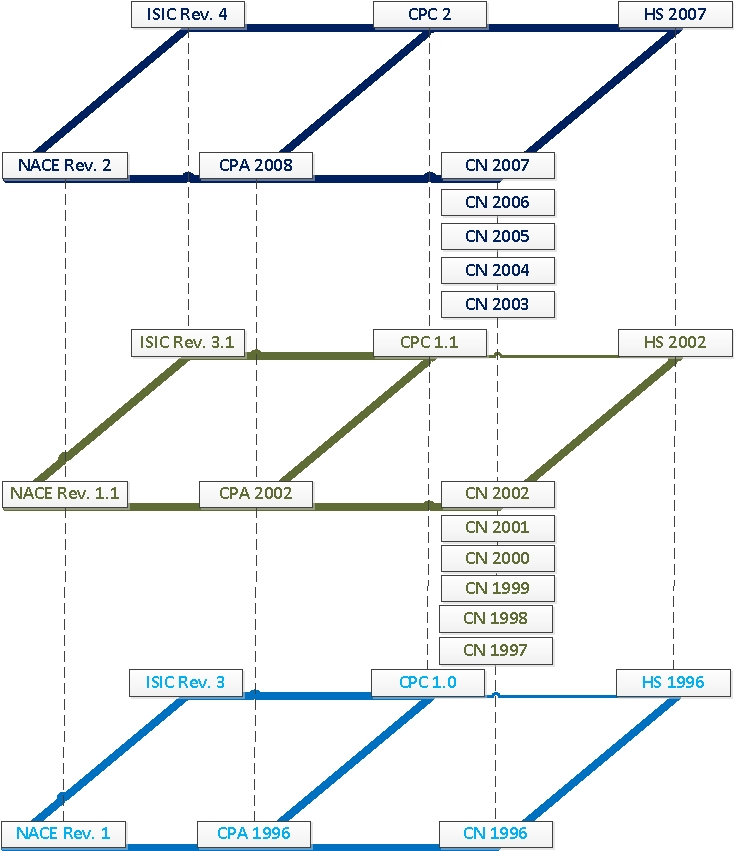 ISIC Rev. 4
CPC 2
HS 2007
NACE Rev. 2
CPA 2008
CN 2007
CN 2006
CN 2005
CN 2004
CN 2003
ISIC Rev. 3.1
CPC 1.1
HS 2002
NACE Rev. 1.1
CPA 2002
CN 2002
CN 2001
CN 2000
CN 1999
CN 1998
CN 1997
ISIC Rev. 3
CPC 1.0
HS 1996
NACE Rev. 1
CPA 1996
CN 1996